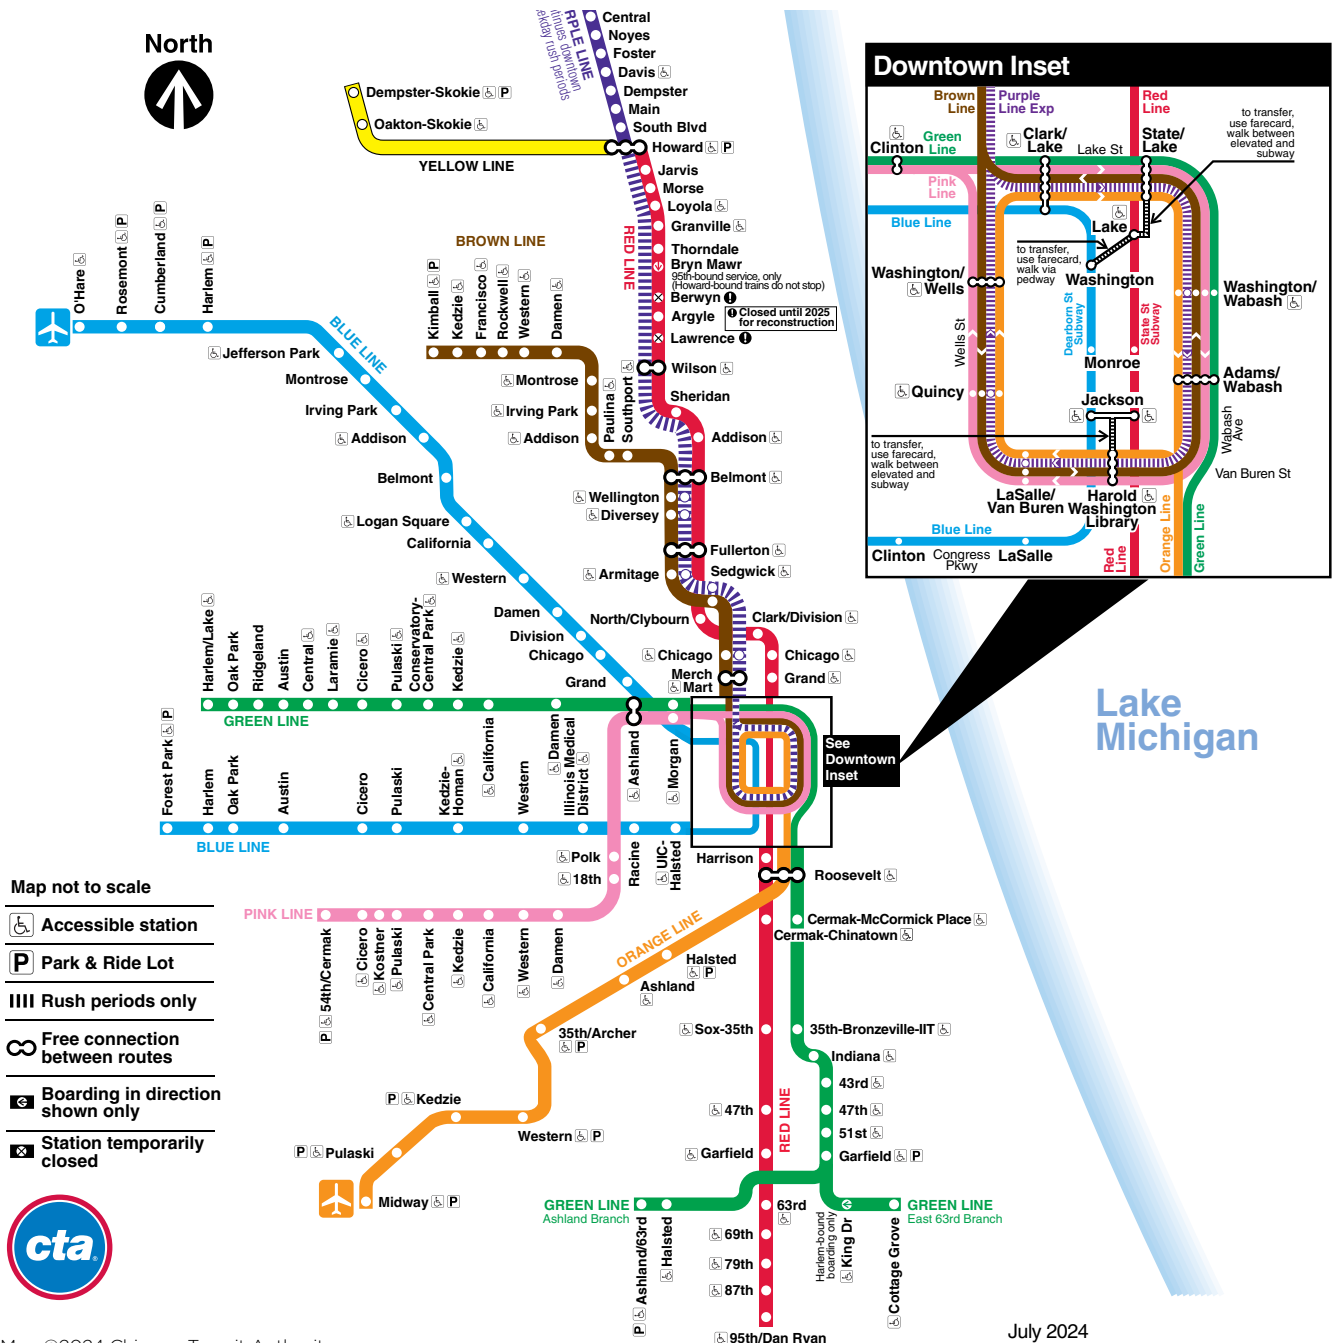 North
RPLE LINE
tinues downtown
ekday rush periods
Central
Noyes
Foster
Davis
Dempster
Main
South Blvd
Howard P
Dempster-Skokie P
Oakton-Skokie
YELLOW LINE
Jarvis
Morse
Loyola
Granville
Thorndale
Bryn Mawr
95th-bound service, only
(Howard-bound trains do not stop)
Berwyn
Argyle
Closed until 2025
for reconstruction
Lawrence
Wilson
Sheridan
Addison
Belmont
Fullerton
RED LINE
BROWN LINE
Kimball P
Kedzie
Francisco
Rockwell
Western
Damen
Montrose
Irving Park
Addison
Paulina
Southport
Wellington
Diversey
Armitage
Sedgwick
North/Clybourn
Clark/Division
Chicago
Merch
Mart
Chicago
Grand
O'Hare
Rosemont P
Cumberland P
Harlem P
BLUE LINE
Jefferson Park
Montrose
Irving Park
Addison
Belmont
Logan Square
California
Western
Damen
Division
Chicago
Grand
Harlem/Lake
Oak Park
Ridgeland
Austin
Central
Laramie
Cicero
Pulaski
Conservatory-
Central Park
Kedzie
GREEN LINE
California
Damen
Ashland
Morgan
Forest Park P
Harlem
Oak Park
Austin
Cicero
Pulaski
Kedzie-
Homan
Western
Illinois Medical
District
Racine
UIC-
Halsted
BLUE LINE
Polk
18th
PINK LINE
P 54th/Cermak
Cicero
Kostner
Pulaski
Central Park
Kedzie
California
Western
Damen
See
Downtown
Inset
Harrison
Roosevelt
Cermak-McCormick Place
Cermak-Chinatown
ORANGE LINE
Halsted
P
Ashland
35th/Archer
P
Western P
P Kedzie
P Pulaski
Midway P
Sox-35th
35th-Bronzeville-IIT
Indiana
43rd
47th
51st
Garfield P
47th
Garfield
RED LINE
63rd
69th
79th
87th
95th/Dan Ryan
GREEN LINE
Ashland Branch
P Ashland/63rd
Halsted
Harlem-bound
boarding only
King Dr
Cottage Grove
GREEN LINE
East 63rd Branch
Lake
Michigan
Downtown Inset
Brown
Line
Purple
Line Exp
Red
Line
to transfer,
use farecard,
walk between
elevated and
subway
Clinton
Green
Line
Clark/
Lake
Lake St
State/
Lake
Pink
Line
Blue Line
Lake
to transfer,
use farecard,
walk via
pedway
Washington
Washington/
Wells
Washington/
Wabash
Wells St
Dearborn St
Subway
State St
Subway
Monroe
Quincy
Jackson
Adams/
Wabash
Wabash
Ave
to transfer,
use farecard,
walk between
elevated and
subway
Van Buren St
LaSalle/
Van Buren
Harold
Washington
Library
Blue Line
Clinton
Congress
Pkwy
LaSalle
Red
Line
Orange Line
Green Line
Map not to scale
Accessible station
P Park & Ride Lot
Rush periods only
Free connection
between routes
Boarding in direction
shown only
Station temporarily
closed
cta
July 2024